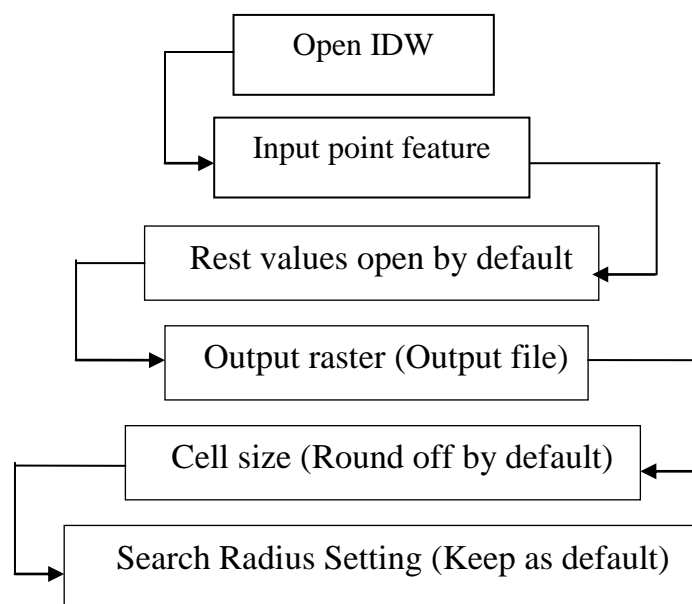 Open IDW
Input point feature
Rest values open by default
Output raster (Output file)
Cell size (Round off by default)
Search Radius Setting (Keep as default)